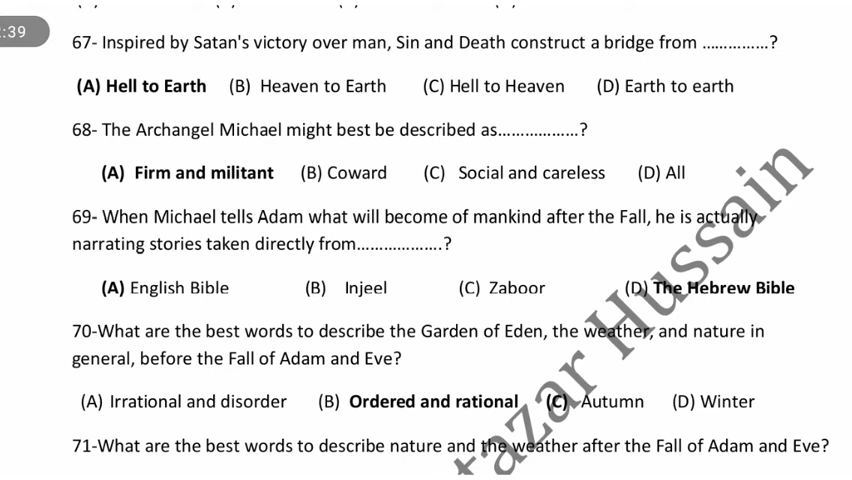 :39
67- Inspired by Satan's victory over man, Sin and Death construct a bridge from ..............?
(A) Hell to Earth (B) Heaven to Earth (C) Hell to Heaven (D) Earth to earth
68- The Archangel Michael might best be described as..................?
(A) Firm and militant (B) Coward (C) Social and careless (D) All
69- When Michael tells Adam what will become of mankind after the Fall, he is actually
narrating stories taken directly from...................?
(A) English Bible (B) Injeel (C) Zaboor (D) The Hebrew Bible
70-What are the best words to describe the Garden of Eden, the weather, and nature in
general, before the Fall of Adam and Eve?
(A) Irrational and disorder (B) Ordered and rational (C) Autumn (D) Winter
71-What are the best words to describe nature and the weather after the Fall of Adam and Eve?
tazar Hussain